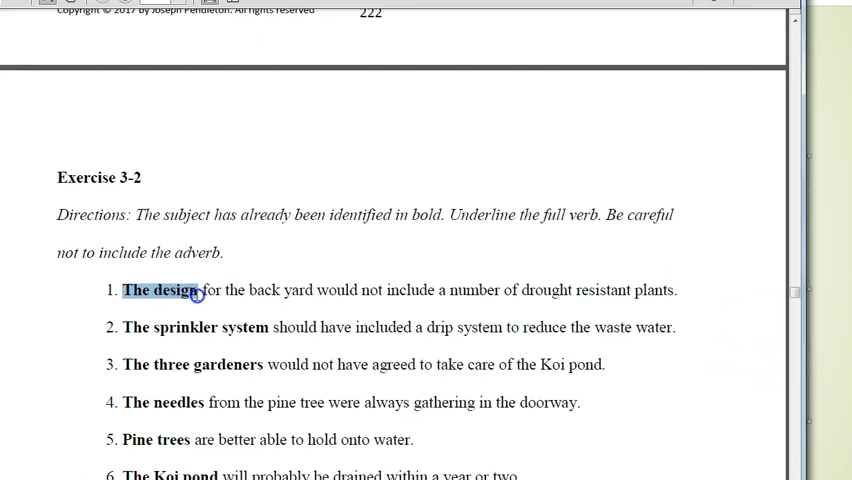 Copyright © 2017 by Joseph Pendleton. All rights reserved
222
Exercise 3-2
Directions: The subject has already been identified in bold. Underline the full verb. Be careful
not to include the adverb.
1. The design for the back yard would not include a number of drought resistant plants.
2. The sprinkler system should have included a drip system to reduce the waste water.
3. The three gardeners would not have agreed to take care of the Koi pond.
4. The needles from the pine tree were always gathering in the doorway.
5. Pine trees are better able to hold onto water.
6. The Koi pond will probably be drained within a year or two.